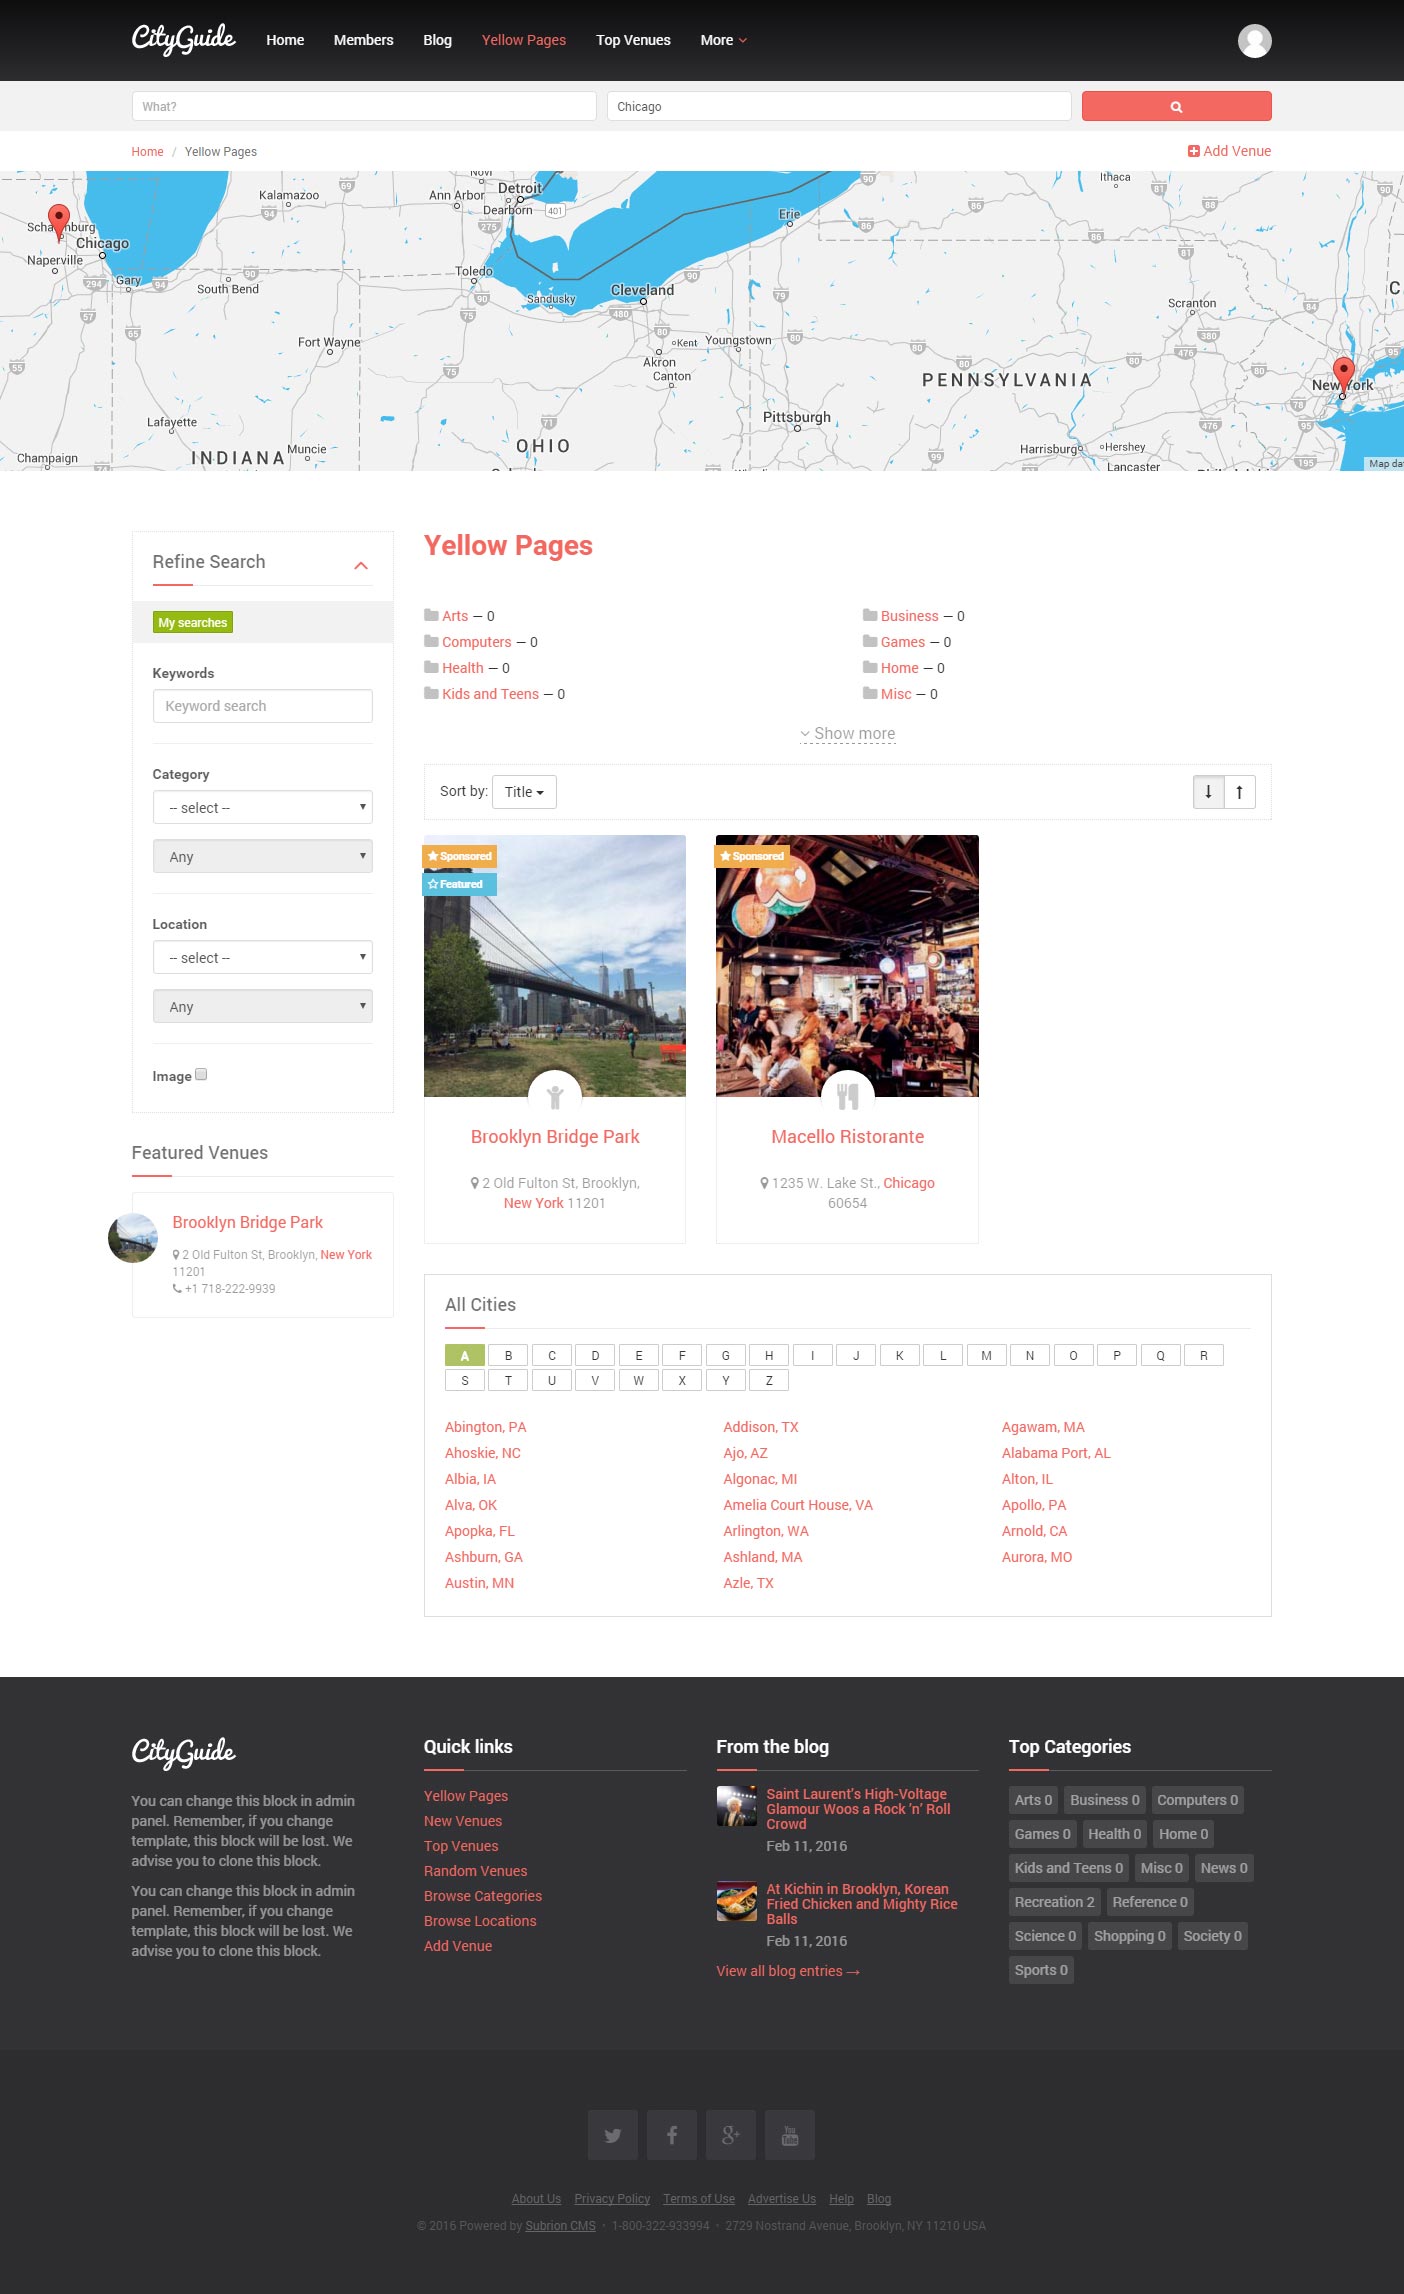 CityGuide Home Members Blog Yellow Pages Top Venues More
What? Chicago
Home / Yellow Pages Add Venue
Kalamazoo
Ann Arbor
Detroit
Dearborn
Erie
Ithaca
Chicago
Naperville
Gary
South Bend
Toledo
Sandusky
Cleveland
Scranton
Fort Wayne
Kent
Youngstown
Akron
Canton
PENNSYLVANIA
New York
Lafayette
Pittsburgh
INDIANA
Muncie
OHIO
Champaign
Harrisburg
Hershey
Lancaster
Map dat
Refine Search
My searches
Keywords
Keyword search
Category
-- select --
Any
Location
-- select --
Any
Image
Featured Venues
Brooklyn Bridge Park
2 Old Fulton St, Brooklyn, New York
11201
+1 718-222-9939
Yellow Pages
Arts — 0 Business — 0
Computers — 0 Games — 0
Health — 0 Home — 0
Kids and Teens — 0 Misc — 0
Show more
Sort by: Title
Sponsored
Featured
Brooklyn Bridge Park
2 Old Fulton St, Brooklyn,
New York 11201
Sponsored
Macello Ristorante
1235 W. Lake St., Chicago
60654
All Cities
A B C D E F G H I J K L M N O P Q R
S T U V W X Y Z
Abington, PA Addison, TX Agawam, MA
Ahoskie, NC Ajo, AZ Alabama Port, AL
Albia, IA Algonac, MI Alton, IL
Alva, OK Amelia Court House, VA Apollo, PA
Apopka, FL Arlington, WA Arnold, CA
Ashburn, GA Ashland, MA Aurora, MO
Austin, MN Azle, TX
CityGuide
You can change this block in admin
panel. Remember, if you change
template, this block will be lost. We
advise you to clone this block.
You can change this block in admin
panel. Remember, if you change
template, this block will be lost. We
advise you to clone this block.
Quick links
Yellow Pages
New Venues
Top Venues
Random Venues
Browse Categories
Browse Locations
Add Venue
From the blog
Saint Laurent's High-Voltage
Glamour Woos a Rock 'n' Roll
Crowd
Feb 11, 2016
At Kichin in Brooklyn, Korean
Fried Chicken and Mighty Rice
Balls
Feb 11, 2016
View all blog entries →
Top Categories
Arts 0 Business 0 Computers 0
Games 0 Health 0 Home 0
Kids and Teens 0 Misc 0 News 0
Recreation 2 Reference 0
Science 0 Shopping 0 Society 0
Sports 0
You Tube
About Us Privacy Policy Terms of Use Advertise Us Help Blog
© 2016 Powered by Subrion CMS · 1-800-322-933994 · 2729 Nostrand Avenue, Brooklyn, NY 11210 USA